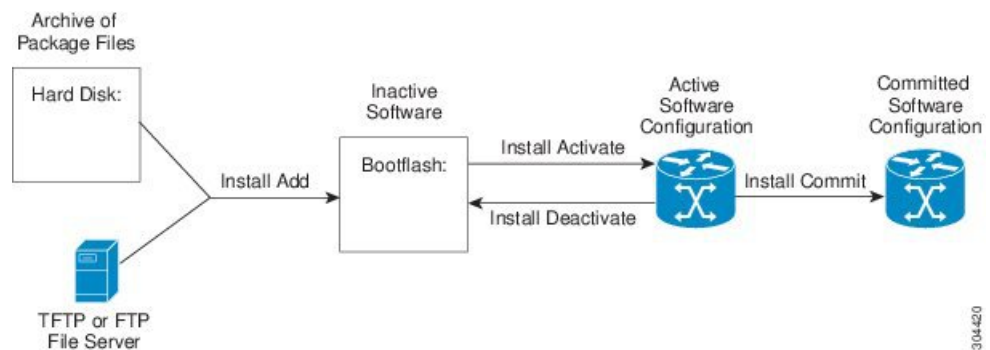 Archive of
Package Files
Hard Disk:
Inactive
Software
Bootflash:
Install Add
Install Activate
Install Deactivate
Active
Software
Configuration
Install Commit
Committed
Software
Configuration
TFTP or FTP
File Server
304420